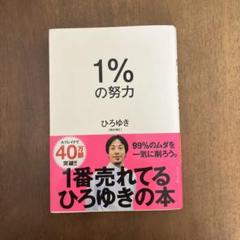 1%
の努力
ひろゆき
40万部
突破!!
99%のムダを
一気に削ろう。
1番売れてる
ひろゆきの本